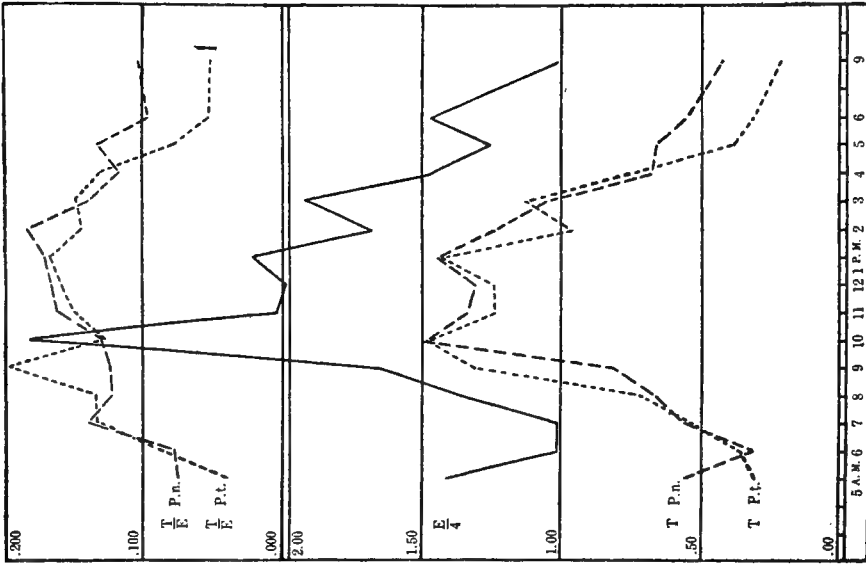 .200
.100
.000
2.00
1.50
1.00
.50
.00
T/E P.n.
T/E P.t.
E/4
T P.n.
T P.t.
5 A.M. 6 7 8 9 10 11 12 1 P.M. 2 3 4 5 6 9